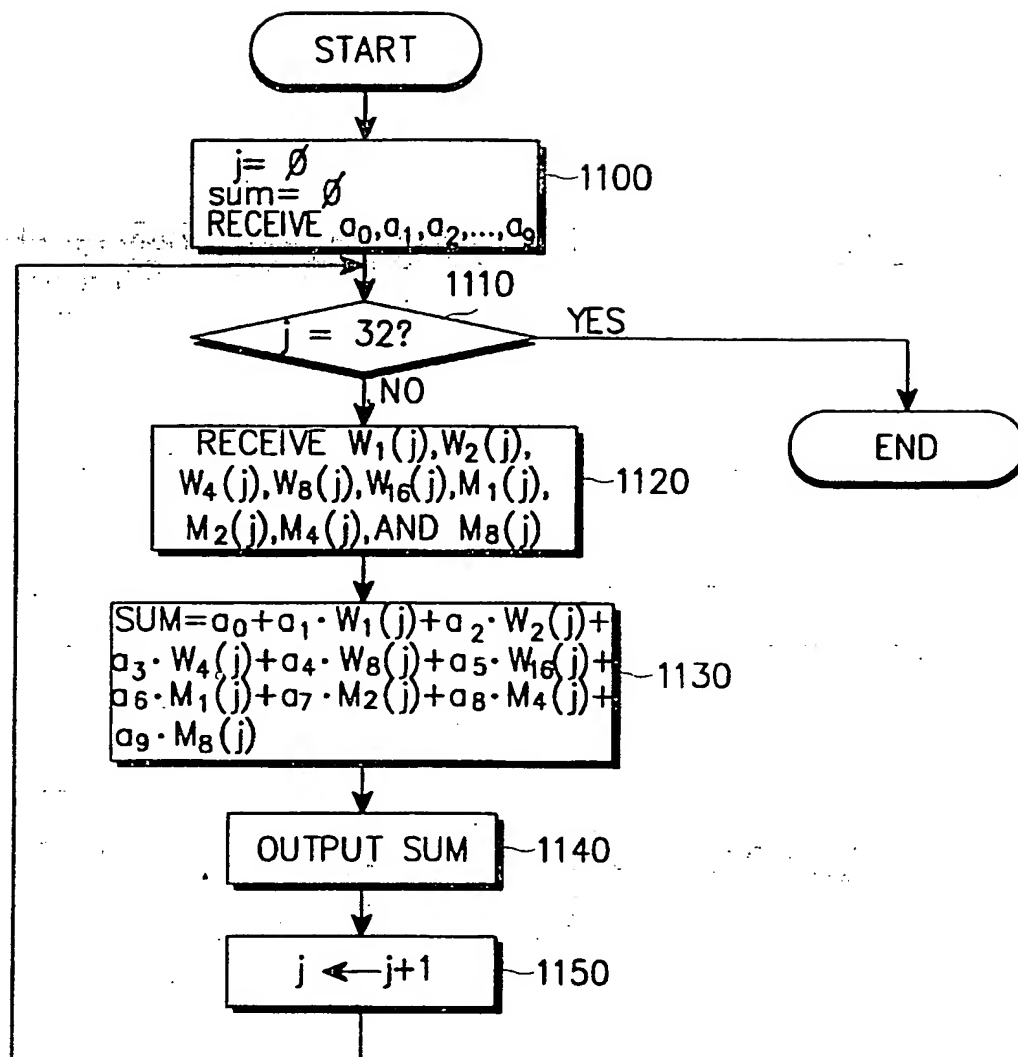 START
j= Ø
sum= Ø
RECEIVE a₀,a₁,a₂,...,a₉
1100
1110
j = 32?
YES
NO
END
RECEIVE W₁(j),W₂(j),
W₄(j),W₈(j),W₁₆(j),M₁(j),
M₂(j),M₄(j),AND M₈(j)
1120
SUM=a₀+a₁·W₁(j)+a₂·W₂(j)+
a₃·W₄(j)+a₄·W₈(j)+a₅·W₁₆(j)+
a₆·M₁(j)+a₇·M₂(j)+a₈·M₄(j)+
a₉·M₈(j)
1130
OUTPUT SUM
1140
j ← j+1
1150